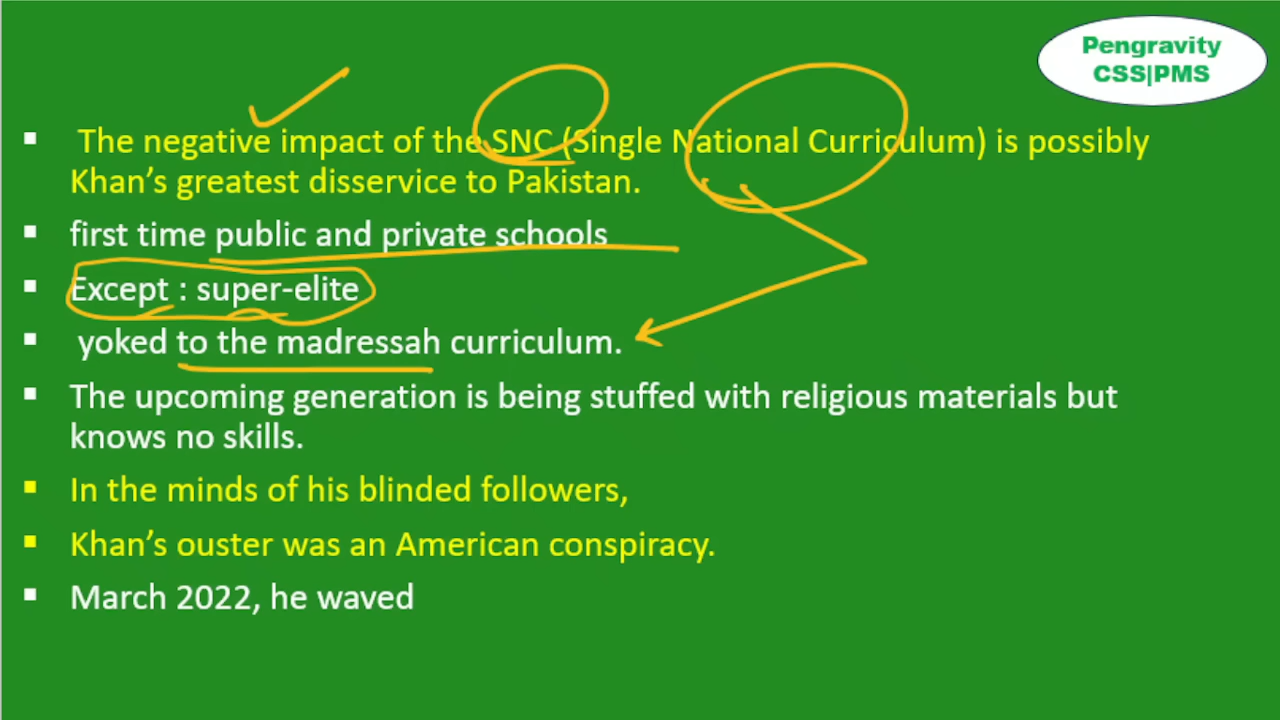 Pengravity
CSS|PMS
▪ The negative impact of the SNC (Single National Curriculum) is possibly
Khan’s greatest disservice to Pakistan.
▪ first time public and private schools
▪ Except : super-elite
▪ yoked to the madressah curriculum.
▪ The upcoming generation is being stuffed with religious materials but
knows no skills.
▪ In the minds of his blinded followers,
▪ Khan’s ouster was an American conspiracy.
▪ March 2022, he waved